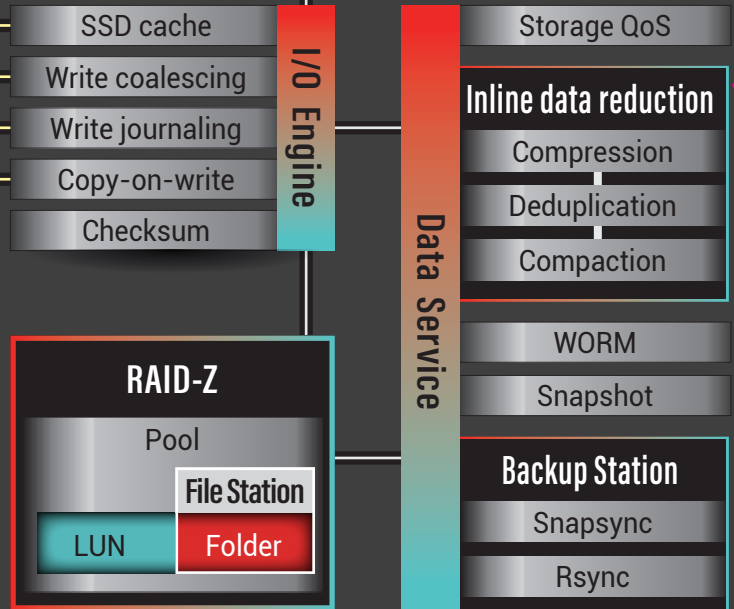 SSD cache
Write coalescing
Write journaling
Copy-on-write
Checksum
I/O Engine
RAID-Z
Pool
File Station
LUN
Folder
Data Service
Storage QoS
Inline data reduction
Compression
Deduplication
Compaction
WORM
Snapshot
Backup Station
Snapsync
Rsync